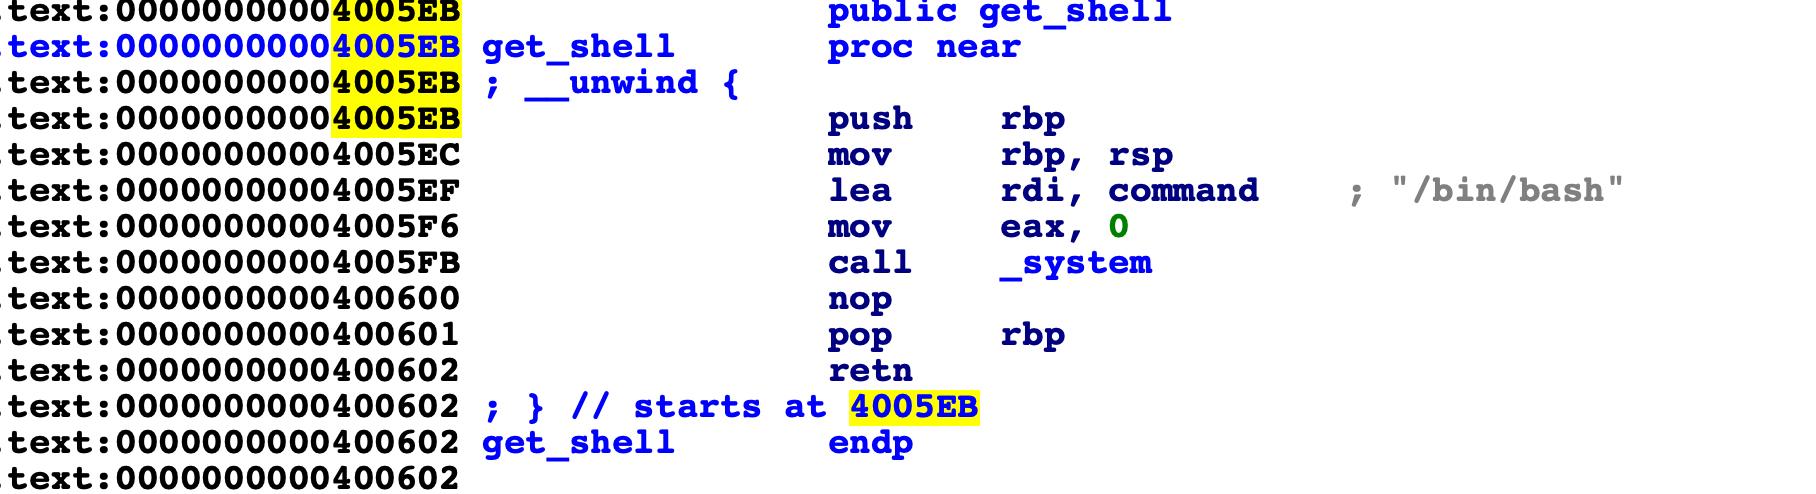 .text:00000000004005EB public get_shell
.text:00000000004005EB get_shell proc near
.text:00000000004005EB ; __unwind {
.text:00000000004005EB push rbp
.text:00000000004005EC mov rbp, rsp
.text:00000000004005EF lea rdi, command ; "/bin/bash"
.text:00000000004005F6 mov eax, 0
.text:00000000004005FB call _system
.text:0000000000400600 nop
.text:0000000000400601 pop rbp
.text:0000000000400602 retn
.text:0000000000400602 ; } // starts at 4005EB
.text:0000000000400602 get_shell endp
.text:0000000000400602